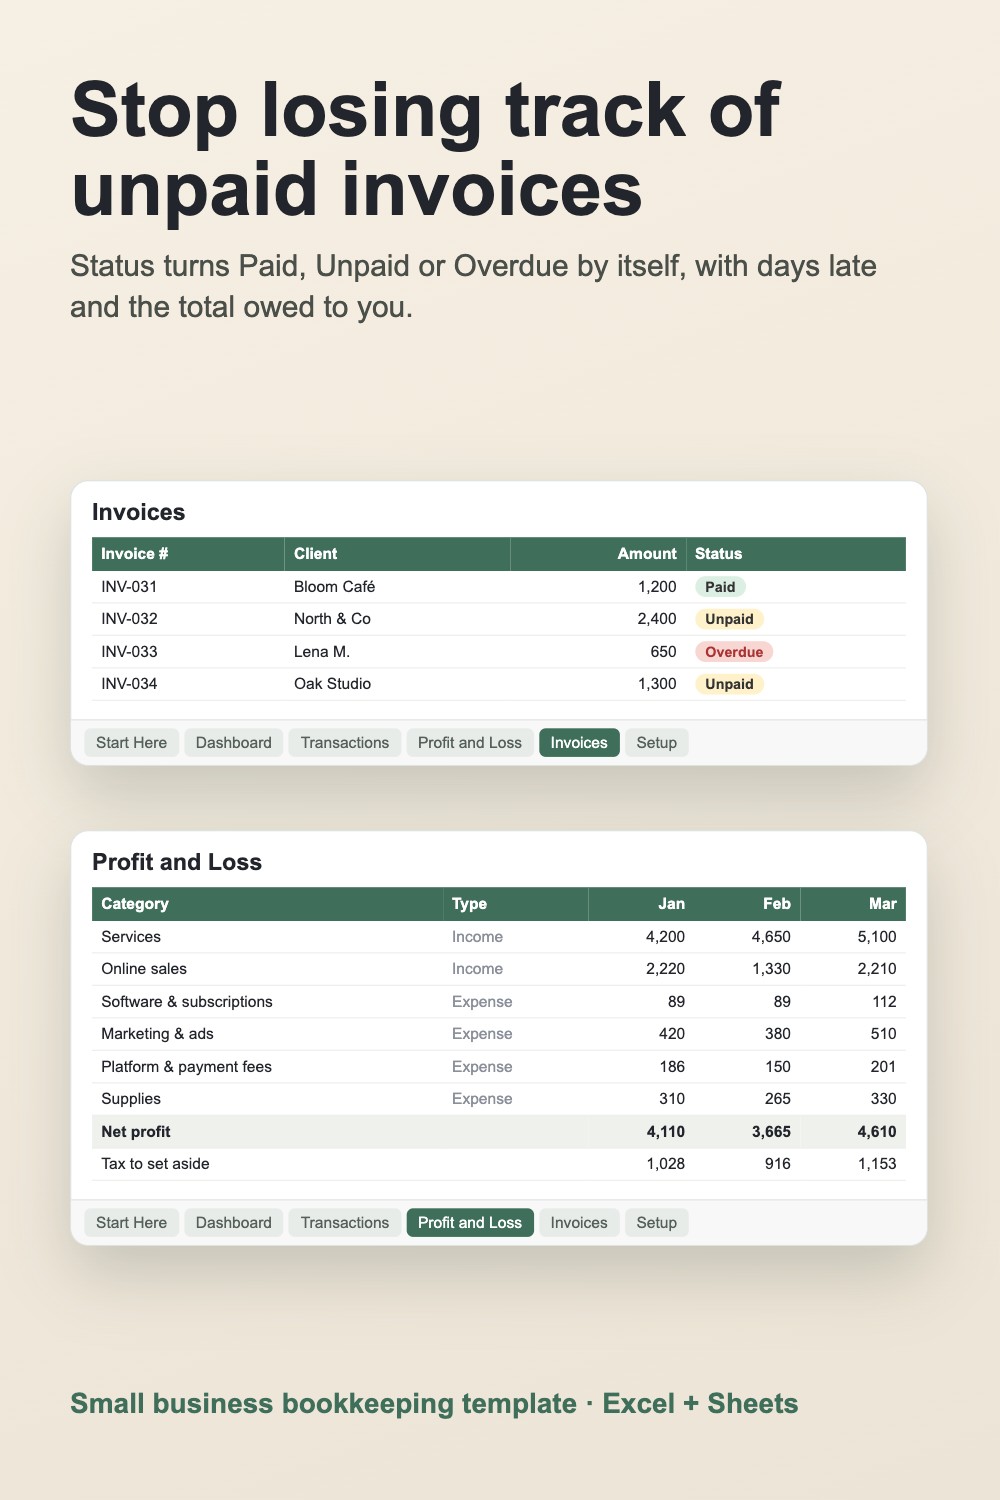 Stop losing track of
unpaid invoices
Status turns Paid, Unpaid or Overdue by itself, with days late
and the total owed to you.
Invoices
Invoice # Client Amount Status
INV-031 Bloom Café 1,200 Paid
INV-032 North & Co 2,400 Unpaid
INV-033 Lena M. 650 Overdue
INV-034 Oak Studio 1,300 Unpaid
Start Here Dashboard Transactions Profit and Loss Invoices Setup
Profit and Loss
Category Type Jan Feb Mar
Services Income 4,200 4,650 5,100
Online sales Income 2,220 1,330 2,210
Software & subscriptions Expense 89 89 112
Marketing & ads Expense 420 380 510
Platform & payment fees Expense 186 150 201
Supplies Expense 310 265 330
Net profit 4,110 3,665 4,610
Tax to set aside 1,028 916 1,153
Start Here Dashboard Transactions Profit and Loss Invoices Setup
Small business bookkeeping template · Excel + Sheets